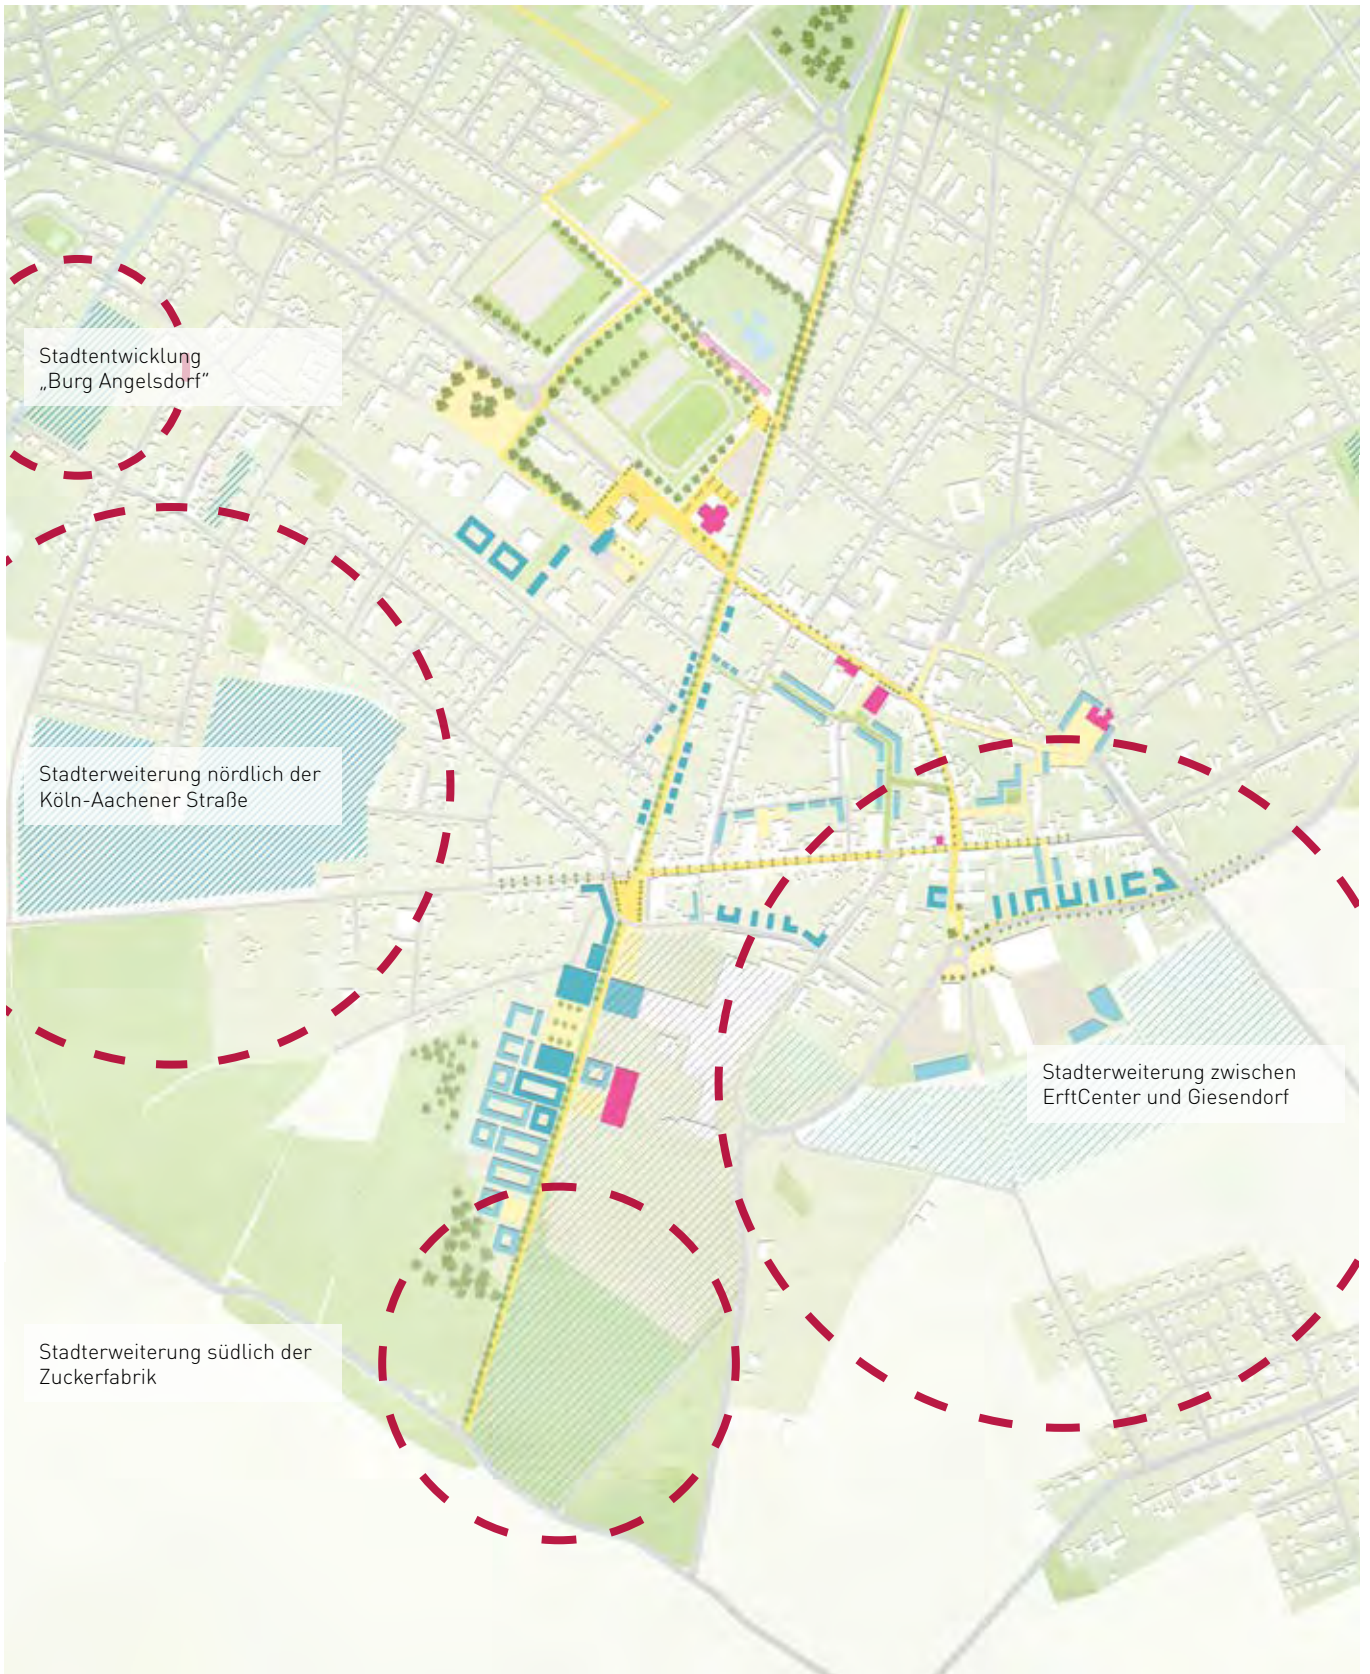 Stadtentwicklung
„Burg Angelsdorf“
Stadterweiterung nördlich der
Köln-Aachener Straße
Stadterweiterung zwischen
ErftCenter und Giesendorf
Stadterweiterung südlich der
Zuckerfabrik